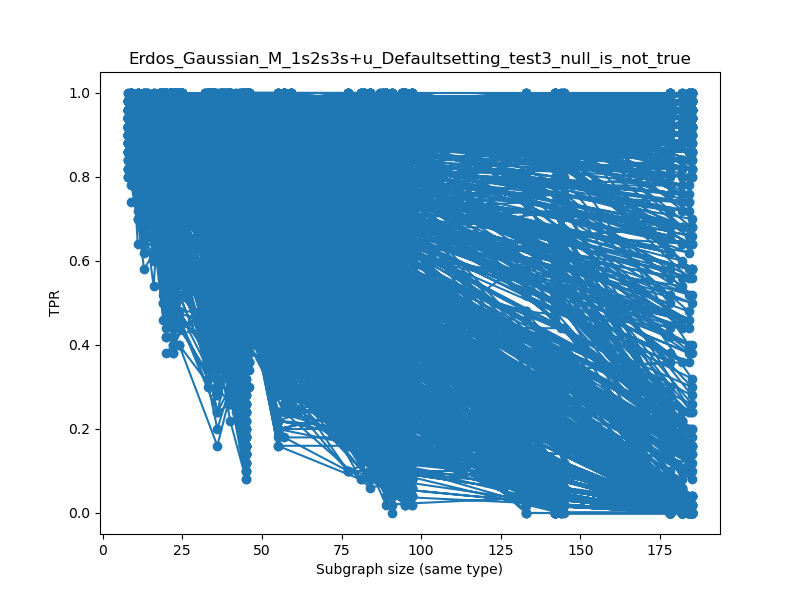 Erdos_Gaussian_M_1s2s3s+u_Defaultsetting_test3_null_is_not_true
1.0
0.8
0.6
0.4
0.2
0.0
TPR
0 25 50 75 100 125 150 175
Subgraph size (same type)